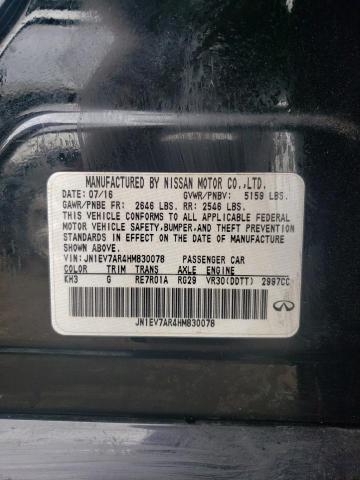 MANUFACTURED BY NISSAN MOTOR CO.,LTD.
DATE: 07/16 GVWR/PNBV: 5159 LBS.
GAWR/PNBE FR: 2646 LBS. RR: 2546 LBS.
THIS VEHICLE CONFORMS TO ALL APPLICABLE FEDERAL
MOTOR VEHICLE SAFETY,BUMPER,AND THEFT PREVENTION
STANDARDS IN EFFECT ON THE DATE OF MANUFACTURE
SHOWN ABOVE.
VIN: JN1EV7AR4HM830078 PASSENGER CAR
COLOR TRIM TRANS AXLE ENGINE
KH3 G RE7R01A RG29 VR30(DDTT) 2997CC
JN1EV7AR4HM830078